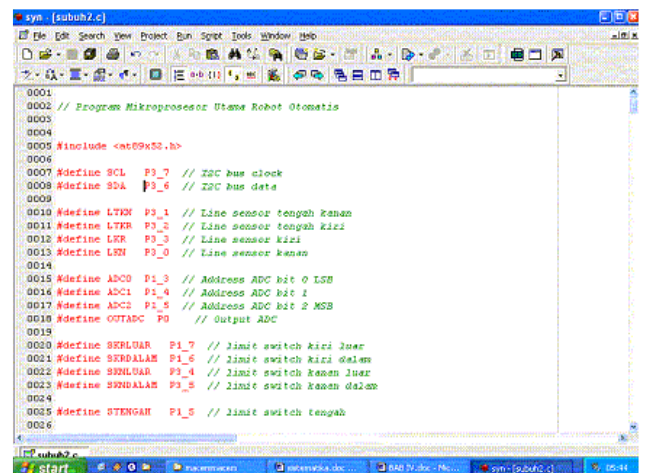 syn - [subuh2.c]
File Edit Search View Project Run Script Tools Window Help
0001
0002 // Program Mikroprosesor Utama Robot Otomatis
0003
0004
0005 #include <at89x52.h>
0006
0007 #define SCL P3_7 // I2C bus clock
0008 #define SDA P3_6 // I2C bus data
0009
0010 #define LTKN P3_1 // Line sensor tengah kanan
0011 #define LTKR P3_2 // Line sensor tengah kiri
0012 #define LKR P3_3 // Line sensor kiri
0013 #define LKN P3_0 // Line sensor kanan
0014
0015 #define ADC0 P1_3 // Address ADC bit 0 LSB
0016 #define ADC1 P1_4 // Address ADC bit 1
0017 #define ADC2 P1_5 // Address ADC bit 2 MSB
0018 #define OUTADC P0 // Output ADC
0019
0020 #define SKRLUAR P1_7 // limit switch kiri luar
0021 #define SKRDALAM P1_6 // limit switch kiri dalam
0022 #define SKNLUAR P3_4 // limit switch kanan luar
0023 #define SKNDALAM P3_5 // limit switch kanan dalam
0024
0025 #define STENGAH P1_5 // limit switch tengah
0026
subuh2.c
start sistematika.doc ... BAB IV.doc - Mic... syn - [subuh2.c] 05:44